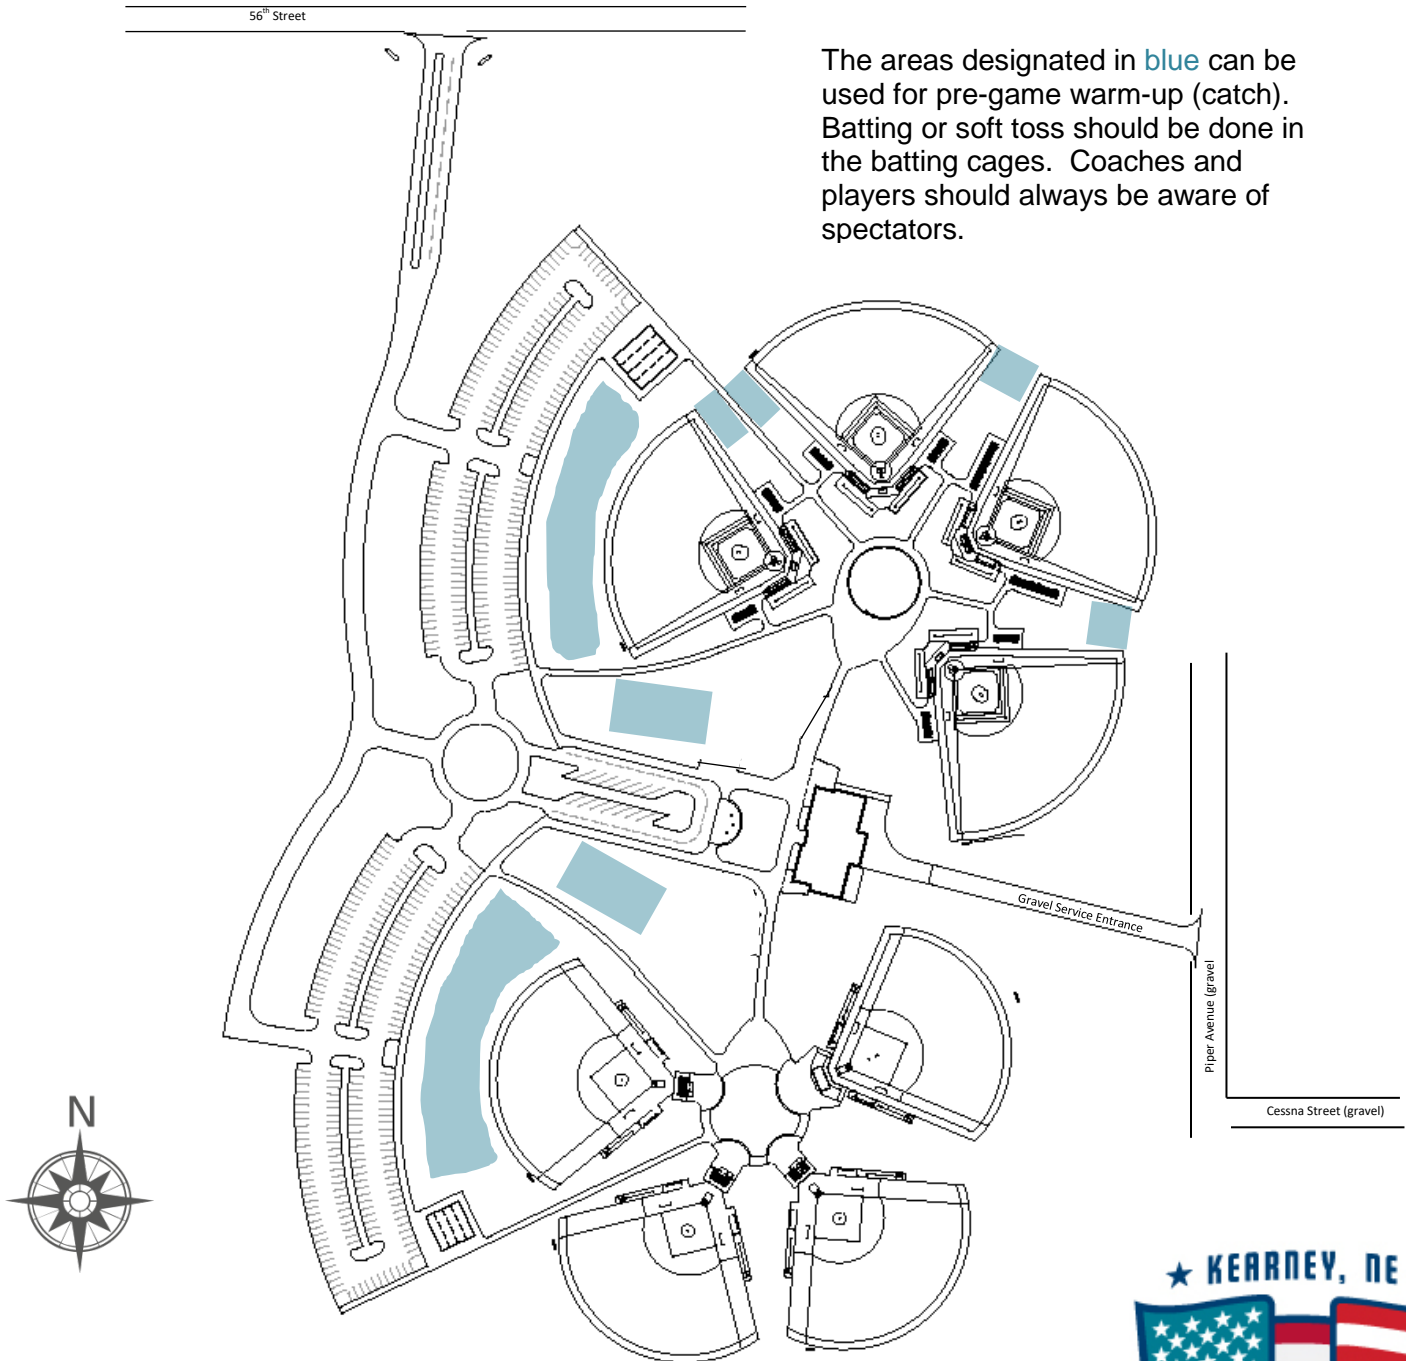 56th Street
The areas designated in blue can be
used for pre-game warm-up (catch).
Batting or soft toss should be done in
the batting cages.  Coaches and
players should always be aware of
spectators.
Gravel Service Entrance
Piper Avenue (gravel
Cessna Street (gravel)
N
KEARNEY, NE